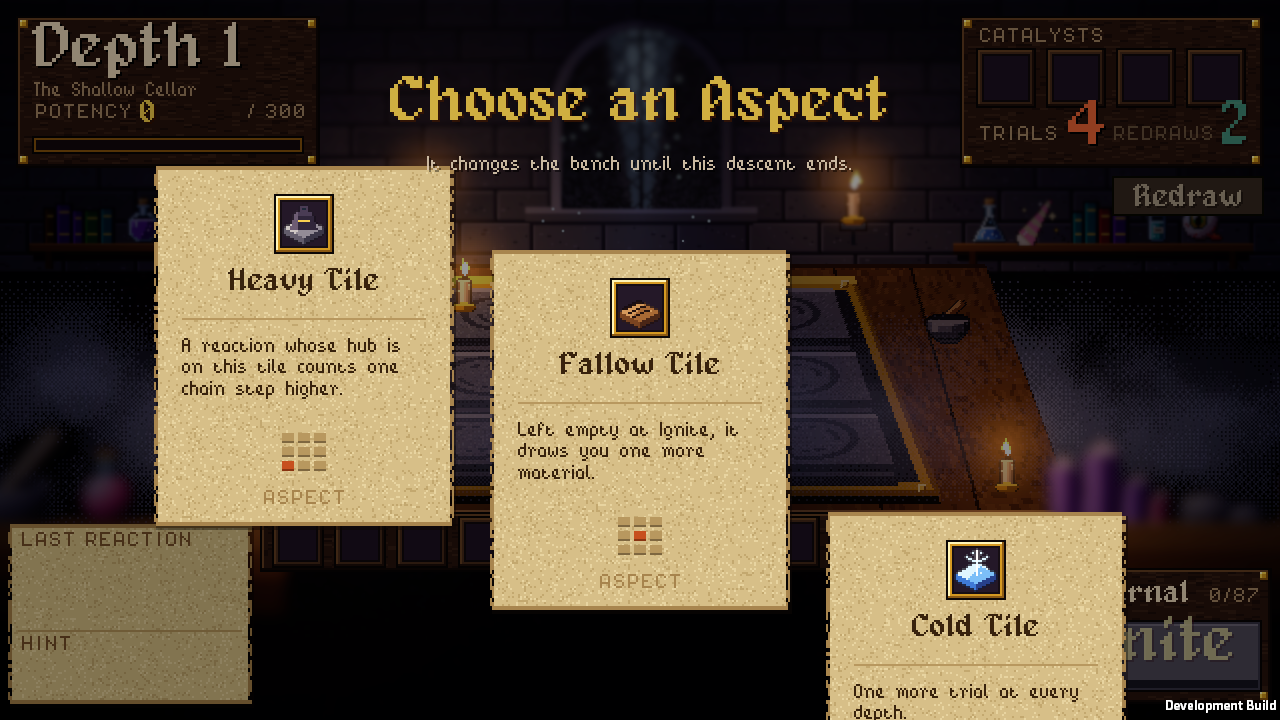 Depth 1
The Shallow Cellar
POTENCY 0 / 300
Choose an Aspect
It changes the bench until this descent ends.
CATALYSTS
TRIALS 4 REDRAWS 2
Redraw
Heavy Tile
A reaction whose hub is
on this tile counts one
chain step higher.
ASPECT
Fallow Tile
Left empty at Ignite, it
draws you one more
material.
ASPECT
Cold Tile
One more trial at every
depth.
LAST REACTION
HINT
rnal 0/87
nite
Development Build